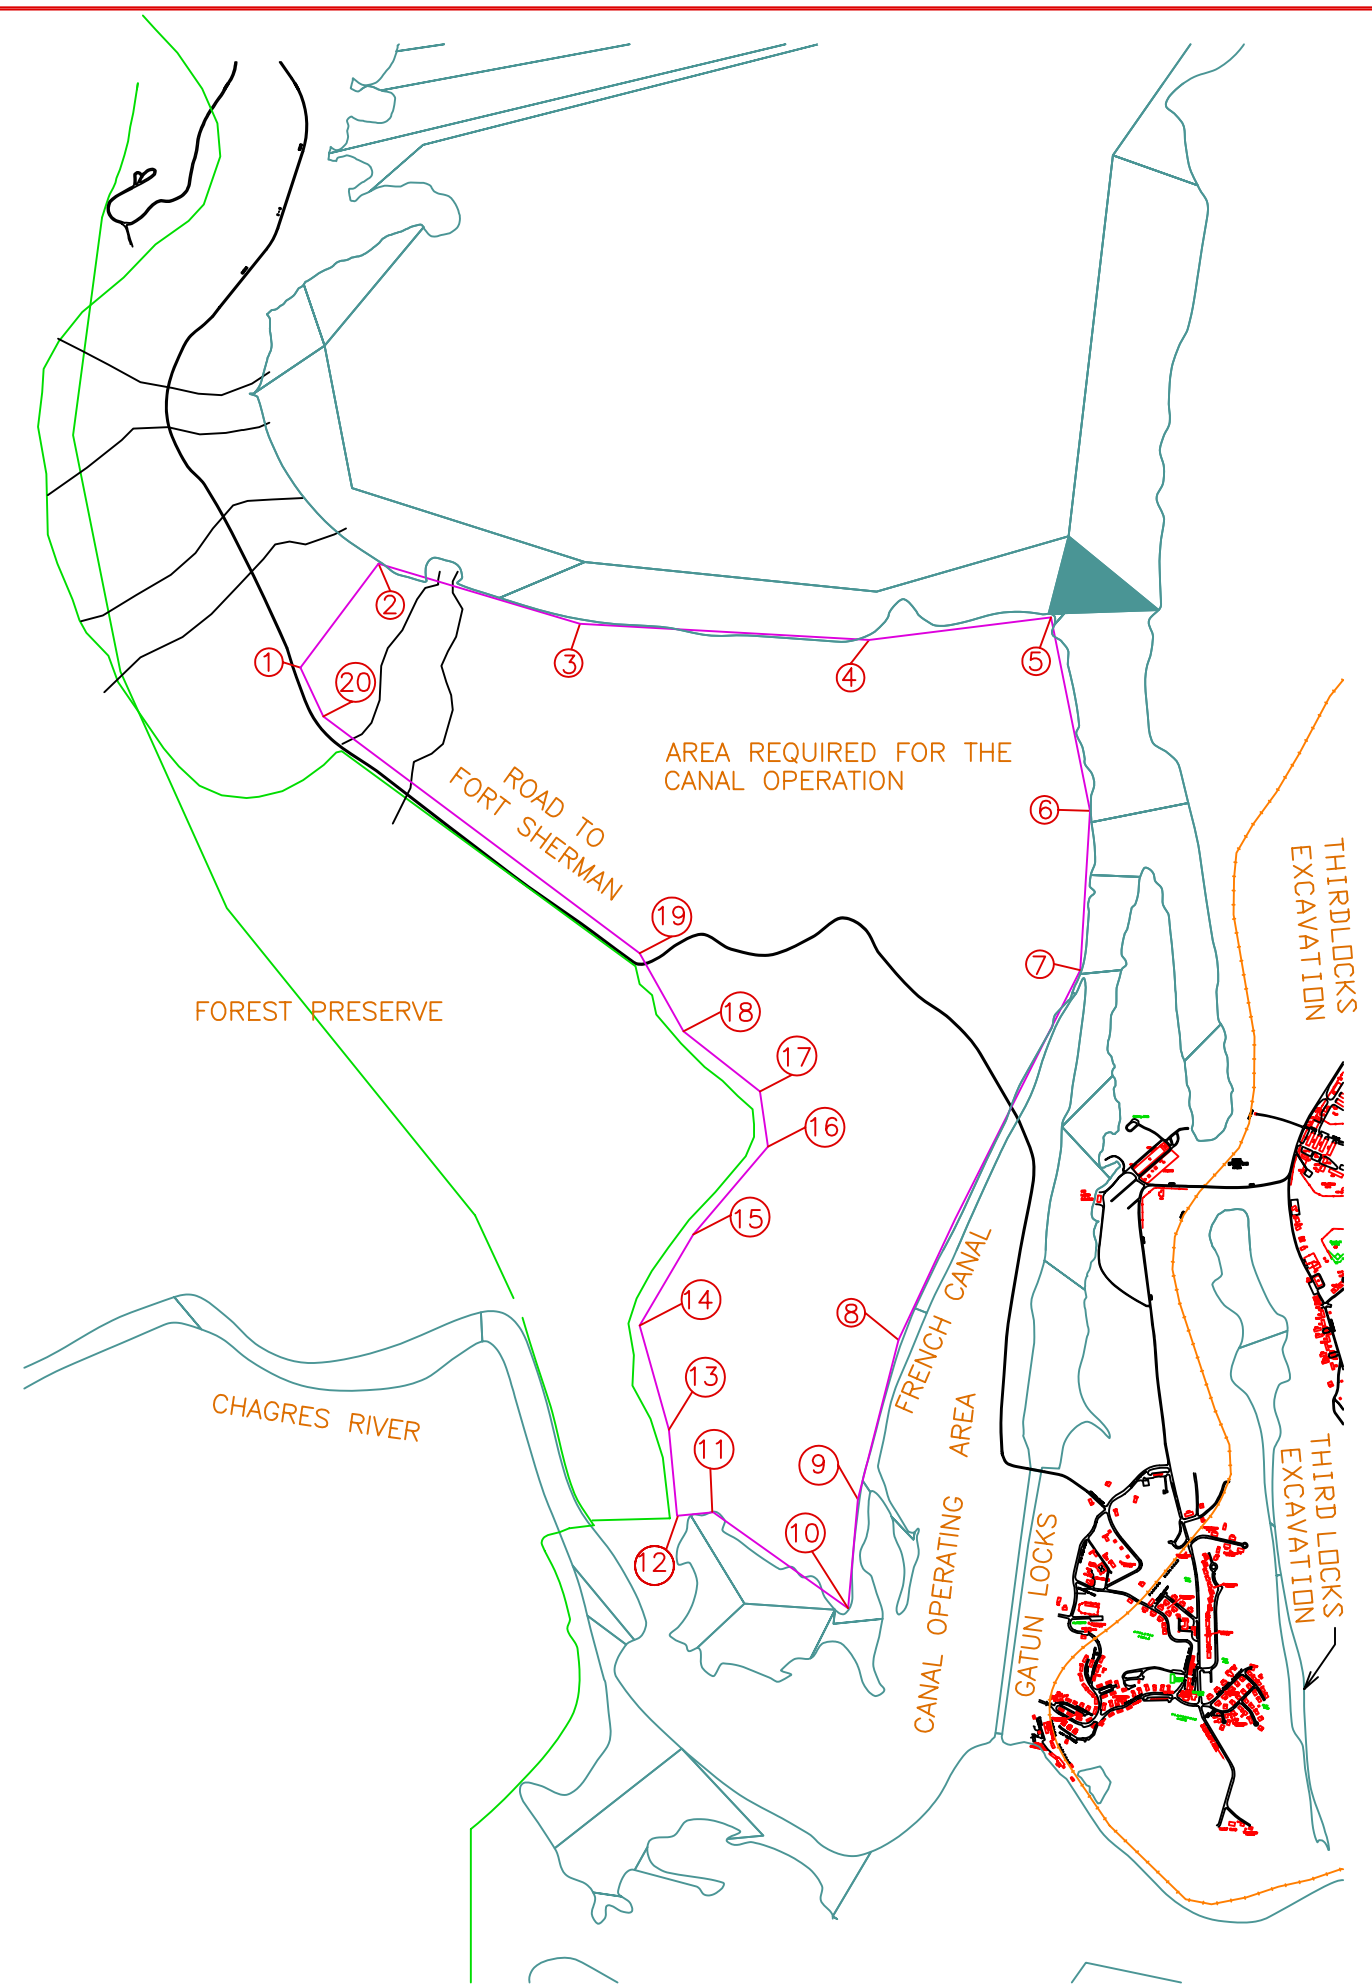 2
1
20
3
4
5
AREA REQUIRED FOR THE
CANAL OPERATION
ROAD TO
FORT SHERMAN
6
THIRDLOCKS
EXCAVATION
19
7
FOREST PRESERVE
18
17
16
15
14
8
FRENCH CANAL
13
CHAGRES RIVER
11
9
10
12
CANAL OPERATING AREA
GATUN LOCKS
THIRD LOCKS
EXCAVATION